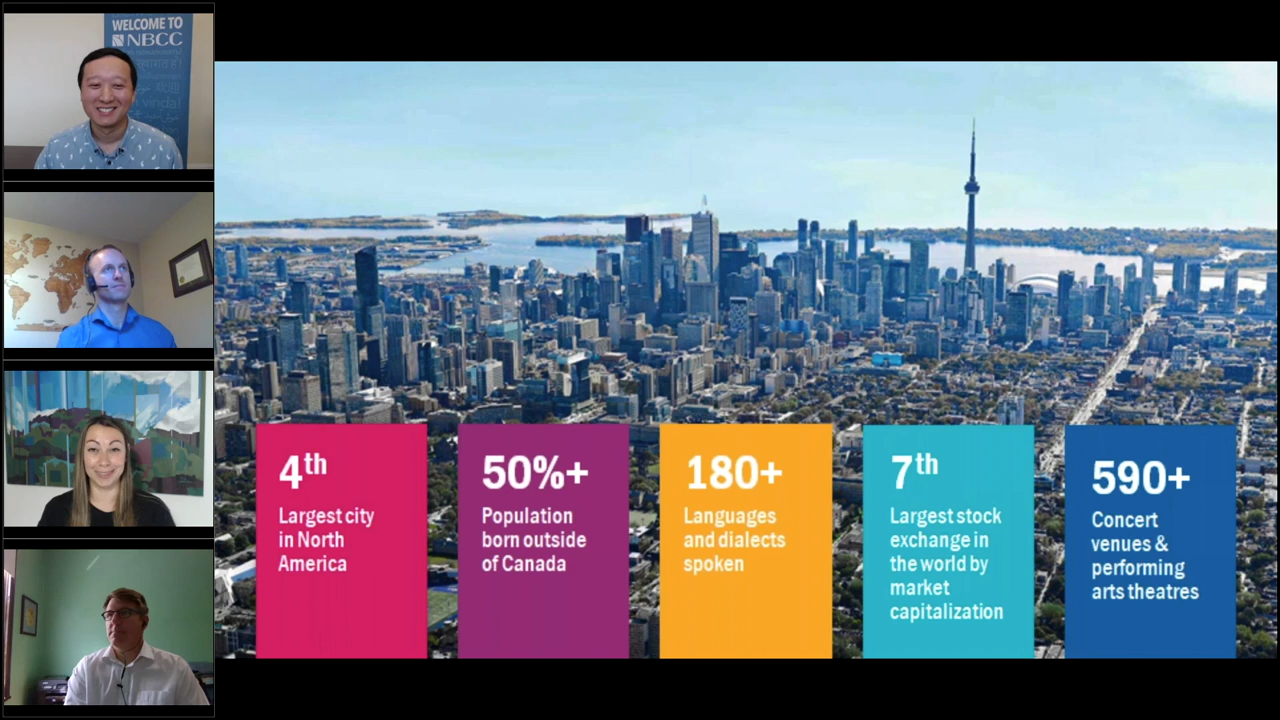 WELCOME TO
NBCC
4th
Largest city
in North
America
50%+
Population
born outside
of Canada
180+
Languages
and dialects
spoken
7th
Largest stock
exchange in
the world by
market
capitalization
590+
Concert
venues &
performing
arts theatres